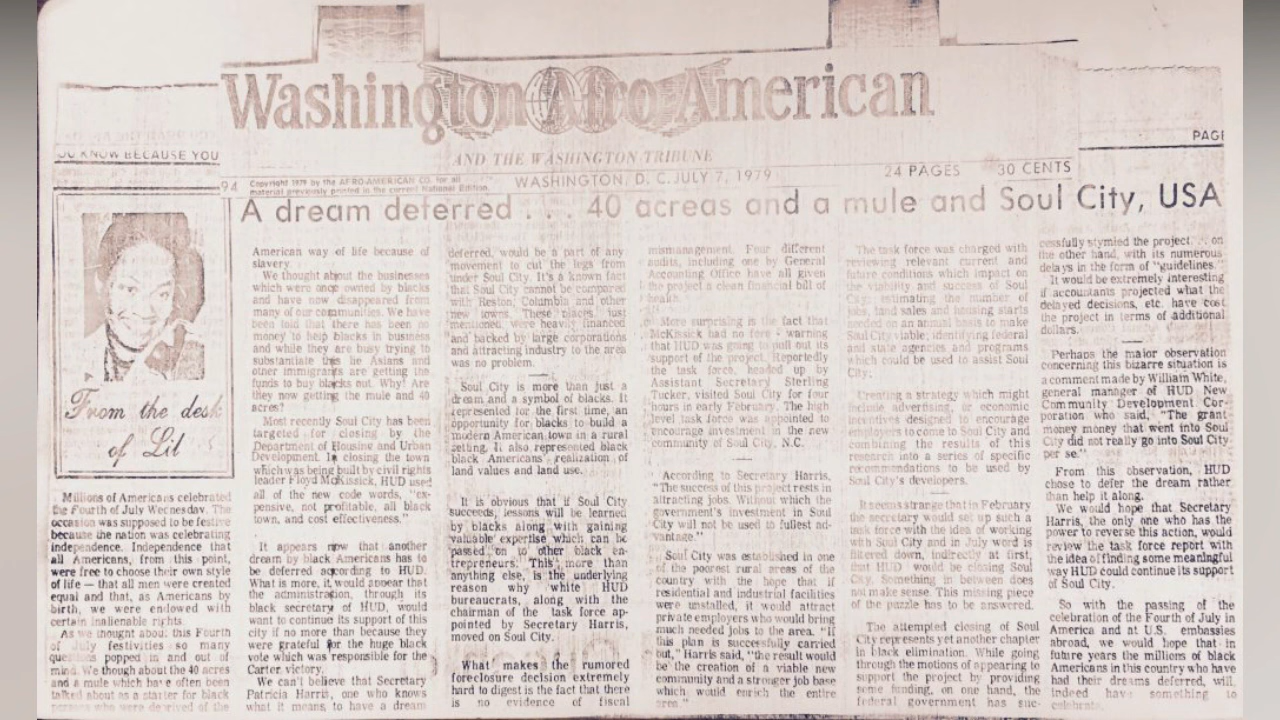 Washington Afro-American
AND THE WASHINGTON TRIBUNE
PAGE
YOU KNOW BECAUSE YOU
94
Copyright 1979 by the AFRO-AMERICAN CO. for all
material previously printed in the current National Edition.
WASHINGTON, D. C. JULY 7, 1979
24 PAGES
30 CENTS
A dream deferred . . . 40 acreas and a mule and Soul City, USA
From the desk
of Lil
Millions of Americans celebrated
the Fourth of July Wednesday. The
occasion was supposed to be festive
because the nation was celebrating
independence. Independence that
all Americans, from this point,
were free to choose their own style
of life — that all men were created
equal and that, as Americans by
birth, we were endowed with
certain inalienable rights.
As we thought about this Fourth
of July festivities so many
questions popped in and out of
mind. We though about the 40 acres
and a mule which have often been
talked about as a starter for black
persons who were deprived of the
American way of life because of
slavery.
We thought about the businesses
which were once owned by blacks
and have now disappeared from
many of our communities. We have
been told that there has been no
money to help blacks in business
and while they are busy trying to
substantiate this lie Asians and
other immigrants are getting the
funds to buy blacks out. Why! Are
they now getting the mule and 40
acres?
Most recently Soul City has been
targeted for closing by the
Department of Housing and Urban
Development. In closing the town
which was being built by civil rights
leader Floyd McKissick, HUD used
all of the new code words, "ex-
pensive, not profitable, all black
town, and cost effectiveness."
It appears now that another
dream by black Americans has to
be deferred according to HUD.
What is more, it would appear that
the administration, through its
black secretary of HUD, would
want to continue its support of this
city if no more than because they
were grateful for the huge black
vote which was responsible for the
Carter victory.
We can't believe that Secretary
Patricia Harris, one who knows
what it means, to have a dream
deferred, would be a part of any
movement to cut the legs from
under Soul City. It's a known fact
that Soul City cannot be compared
with Reston, Columbia and other
new towns. These places, just
mentioned, were heavily financed
and backed by large corporations
and attracting industry to the area
was no problem.
Soul City is more than just a
dream and a symbol of blacks. It
represented for the first time, an
opportunity for blacks to build a
modern American town in a rural
setting. It also represented black
black Americans' realization of
land values and land use.
It is obvious that if Soul City
succeeds, lessons will be learned
by blacks along with gaining
valuable expertise which can be
passed on to other black en-
trepreneurs. This, more than
anything else, is the underlying
reason why white HUD
bureaucrats, along with the
chairman of the task force ap-
pointed by Secretary Harris,
moved on Soul City.
What makes the rumored
foreclosure decision extremely
hard to digest is the fact that there
is no evidence of fiscal
mismanagement. Four different
audits, including one by General
Accounting Office have all given
the project a clean financial bill of
health.
More surprising is the fact that
McKissick had no fore - warning
that HUD was going to pull out its
support of the project. Reportedly
the task force, headed up by
Assistant Secretary Sterling
Tucker, visited Soul City for four
hours in early February. The high
level task force was appointed to
encourage investment in the new
community of Soul City, N.C.
According to Secretary Harris,
"The success of this project rests in
attracting jobs. Without which the
government's investment in Soul
City will not be used to fullest ad-
vantage."
Soul City was established in one
of the poorest rural areas of the
country with the hope that if
residential and industrial facilities
were installed, it would attract
private employers who would bring
much needed jobs to the area. "If
this plan is successfully carried
out," Harris said, "the result would
be the creation of a viable new
community and a stronger job base
which would enrich the entire
area."
The task force was charged with
reviewing relevant current and
future conditions which impact on
the viability and success of Soul
City; estimating the number of
jobs, land sales and housing starts
needed on an annual basis to make
Soul City viable; identifying federal
and state agencies and programs
which could be used to assist Soul
City;
Creating a strategy which might
include advertising, or economic
incentives designed to encourage
employers to come to Soul City and
combining the results of this
research into a series of specific
recommendations to be used by
Soul City's developers.
It seems strange that in February
the secretary would set up such a
task force with the idea of working
with Soul City and in July word is
filtered down, indirectly at first,
that HUD would be closing Soul
City. Something in between does
not make sense. This missing piece
of the puzzle has to be answered.
The attempted closing of Soul
City represents yet another chapter
in black elimination. While going
through the motions of appearing to
support the project by providing
some funding, on one hand, the
federal government has suc-
cessfully stymied the project . . . on
the other hand, with its numerous
delays in the form of "guidelines."
It would be extremely interesting
if accountants projected what the
delayed decisions, etc. have cost
the project in terms of additional
dollars.
Perhaps the major observation
concerning this bizarre situation is
a comment made by William White,
general manager of HUD New
Community Development Cor-
poration who said, "The grant
money money that went into Soul
City did not really go into Soul City
per se."
From this observation, HUD
chose to defer the dream rather
than help it along.
We would hope that Secretary
Harris, the only one who has the
power to reverse this action, would
review the task force report with
the idea of finding some meaningful
way HUD could continue its support
of Soul City.
So with the passing of the
celebration of the Fourth of July in
America and at U.S. embassies
abroad, we would hope that in
future years the millions of black
Americans in this country who have
had their dreams deferred, will
indeed have something to
celebrate.